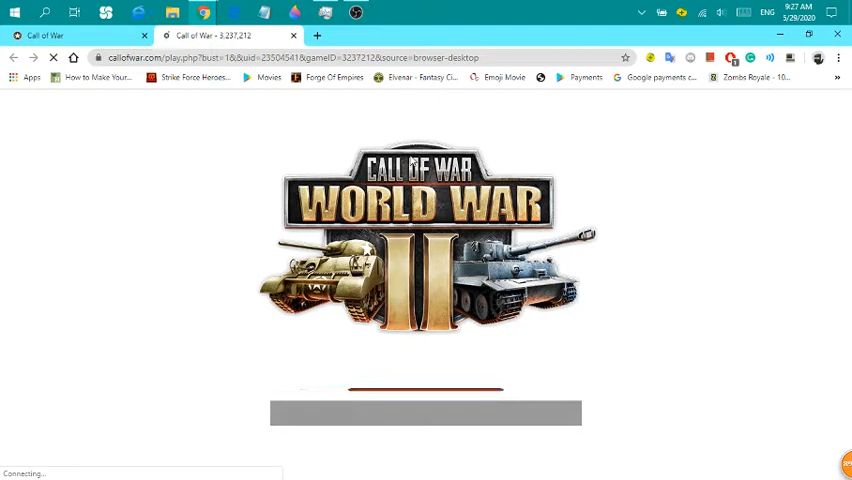 9:27 AM
ENG
5/29/2020
Call of War
Call of War - 3,237,212
callofwar.com/play.php?bust=1&&uid=23504541&gameID=3237212&source=browser-desktop
Apps How to Make Your... Strike Force Heroes... Movies Forge Of Empires Elvenar - Fantasy Ci... Emoji Movie Payments Google payments c... Zombs Royale - 10...
CALL OF WAR
WORLD WAR
II
Connecting...